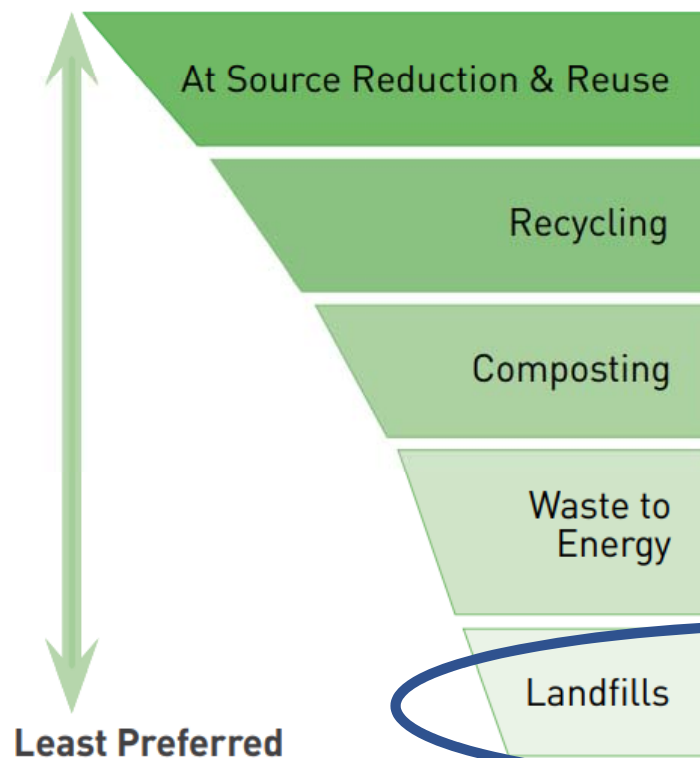 At Source Reduction & Reuse
Recycling
Composting
Waste to
Energy
Landfills
Least Preferred